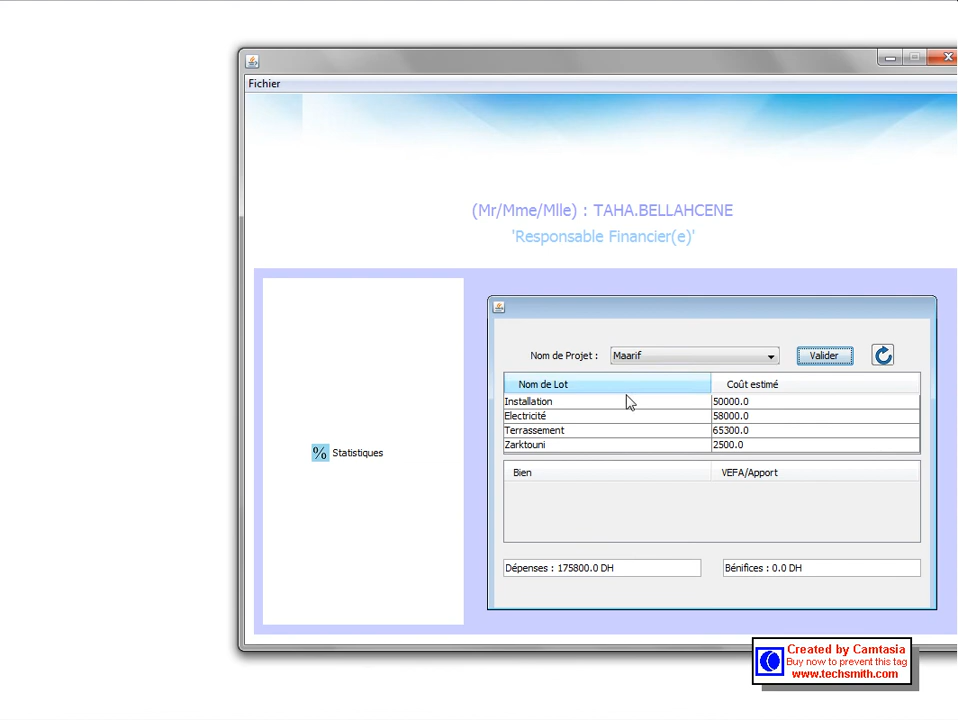 Fichier
(Mr/Mme/Mlle) : TAHA.BELLAHCENE
'Responsable Financier(e)'
% Statistiques
Nom de Projet : Maarif Valider
Nom de Lot Coût estimé
Installation 50000.0
Electricité 58000.0
Terrassement 65300.0
Zarktouni 2500.0
Bien VEFA/Apport
Dépenses : 175800.0 DH Bénifices : 0.0 DH
Created by Camtasia
Buy now to prevent this tag
www.techsmith.com